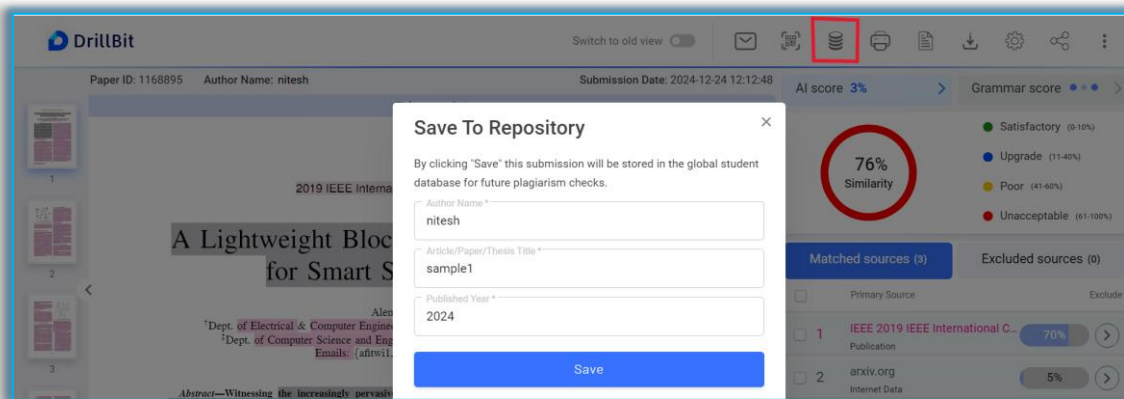 DrillBit
Switch to old view
Paper ID: 1168895 Author Name: nitesh Submission Date: 2024-12-24 12:12:48
AI score 3%
Grammar score
Save To Repository
By clicking "Save" this submission will be stored in the global student
database for future plagiarism checks.
Author Name *
nitesh
Article/Paper/Thesis Title *
sample1
Published Year *
2024
Save
1
2
3
2019 IEEE Interna
A Lightweight Bloc
for Smart S
Alen
†Dept. of Electrical & Computer Engine
‡Dept. of Computer Science and Eng
Emails: {afitwi1,
Abstract—Witnessing the increasingly pervasiv
76%
Similarity
Satisfactory (0-10%)
Upgrade (11-40%)
Poor (41-60%)
Unacceptable (61-100%)
Matched sources (3)
Excluded sources (0)
Primary Source Exclude
1 IEEE 2019 IEEE International C... 70%
Publication
2 arxiv.org 5%
Internet Data